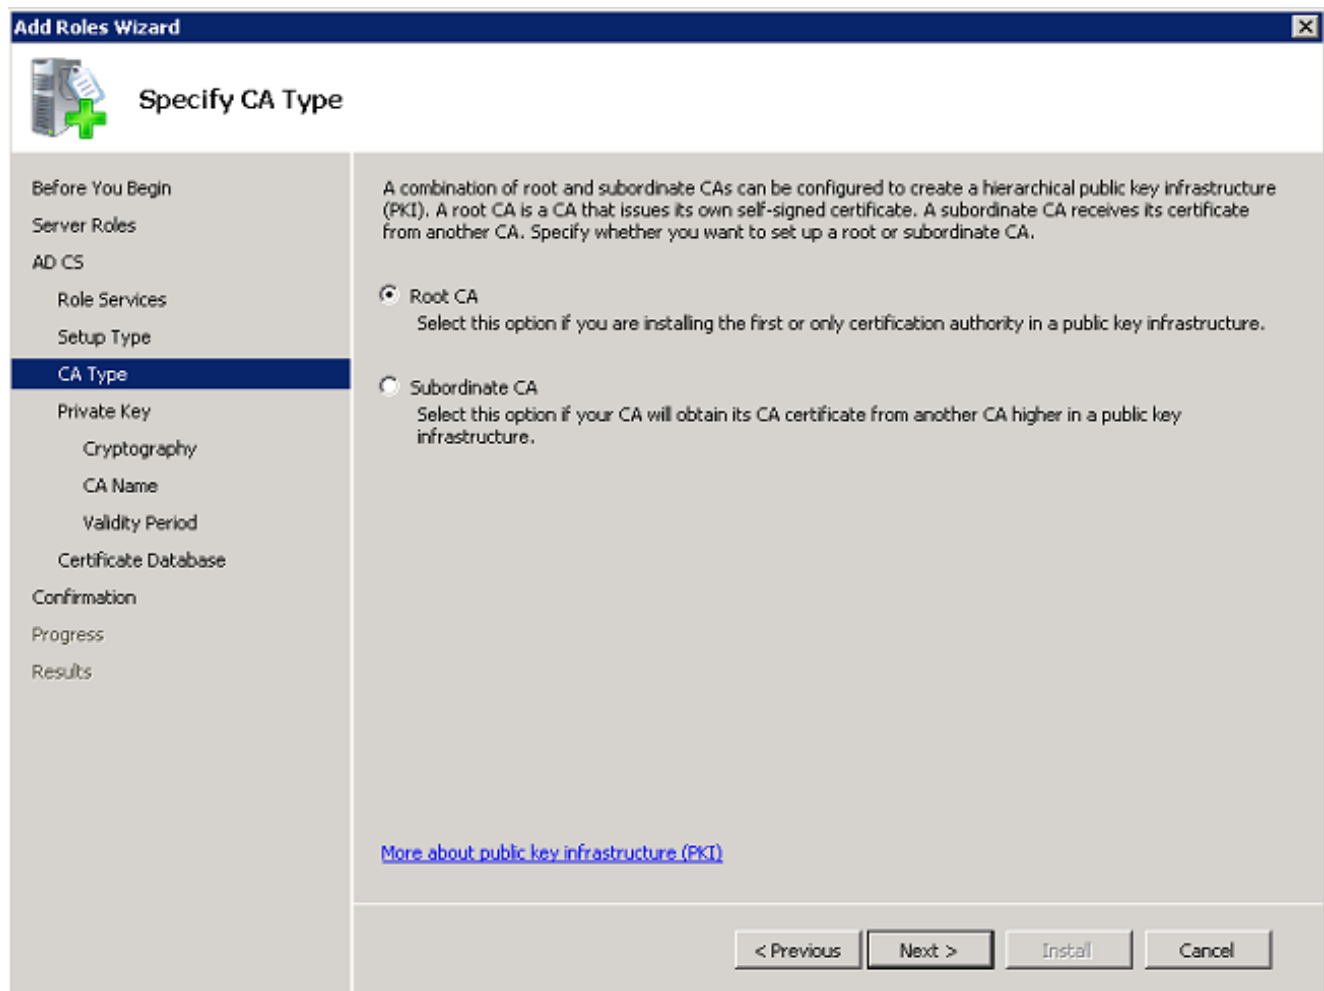 Add Roles Wizard
Specify CA Type
Before You Begin
Server Roles
AD CS
Role Services
Setup Type
CA Type
Private Key
Cryptography
CA Name
Validity Period
Certificate Database
Confirmation
Progress
Results
A combination of root and subordinate CAs can be configured to create a hierarchical public key infrastructure
(PKI). A root CA is a CA that issues its own self-signed certificate. A subordinate CA receives its certificate
from another CA. Specify whether you want to set up a root or subordinate CA.
Root CA
Select this option if you are installing the first or only certification authority in a public key infrastructure.
Subordinate CA
Select this option if your CA will obtain its CA certificate from another CA higher in a public key
infrastructure.
More about public key infrastructure (PKI)
< Previous
Next >
Install
Cancel